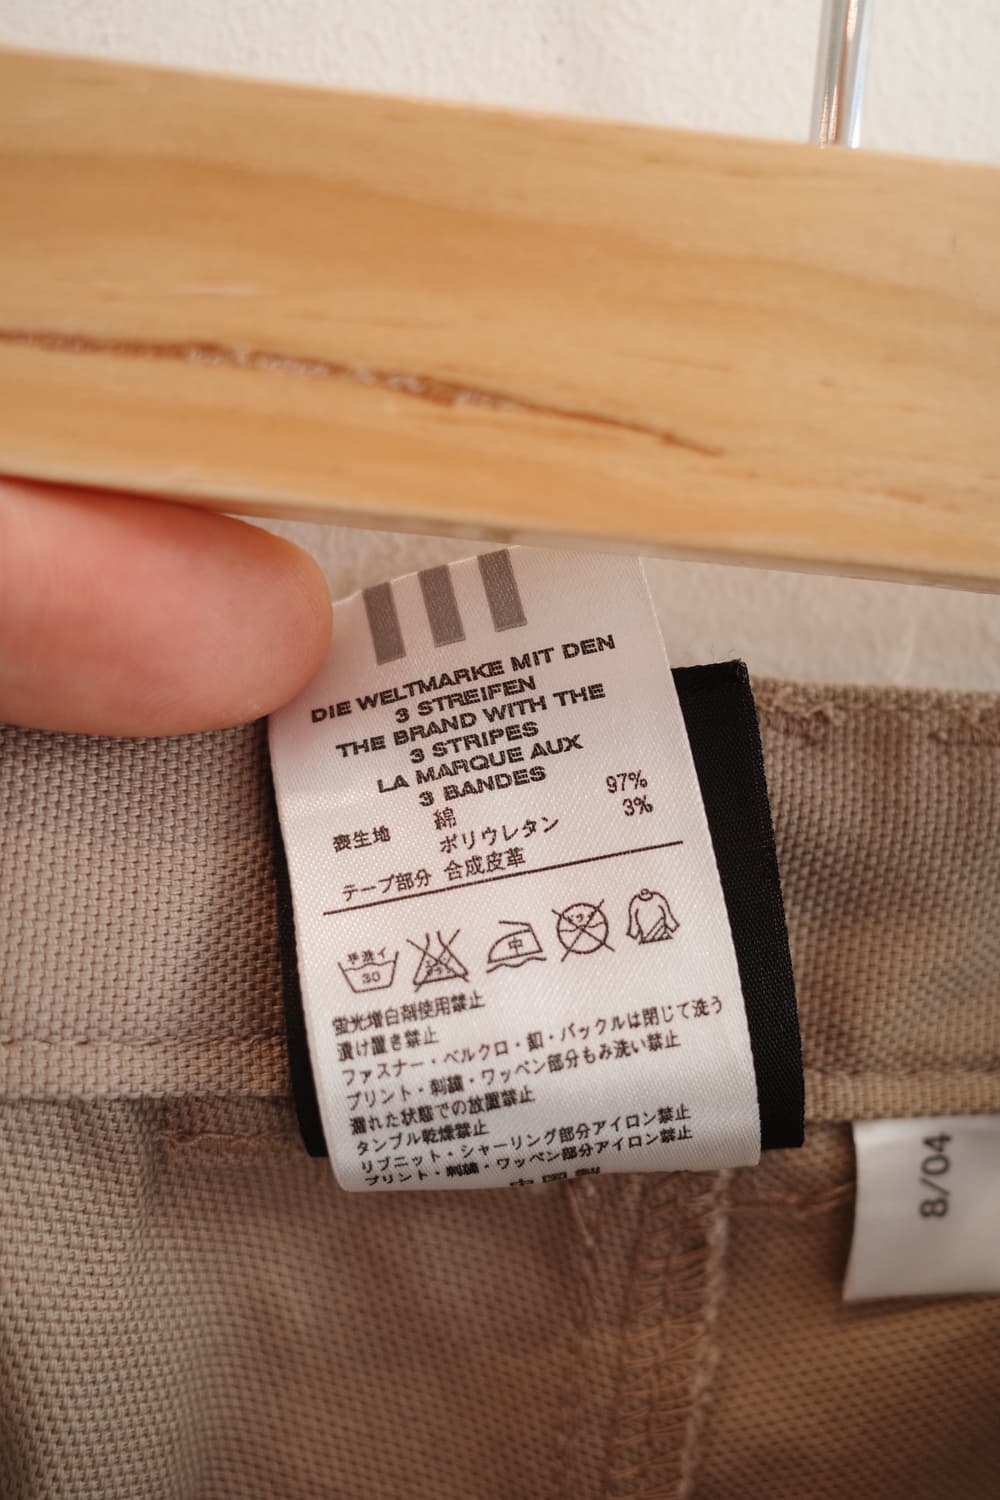 DIE WELTMARKE MIT DEN
3 STREIFEN
THE BRAND WITH THE
3 STRIPES
LA MARQUE AUX
3 BANDES
表生地 綿 97%
ポリウレタン 3%
テープ部分 合成皮革
手洗イ
30
中
蛍光増白剤使用禁止
漬け置き禁止
ファスナー・ベルクロ・釦・バックルは閉じて洗う
プリント・刺繍・ワッペン部分もみ洗い禁止
濡れた状態での放置禁止
タンブル乾燥禁止
リブニット・シャーリング部分アイロン禁止
プリント・刺繍・ワッペン部分アイロン禁止
中国製
8/04